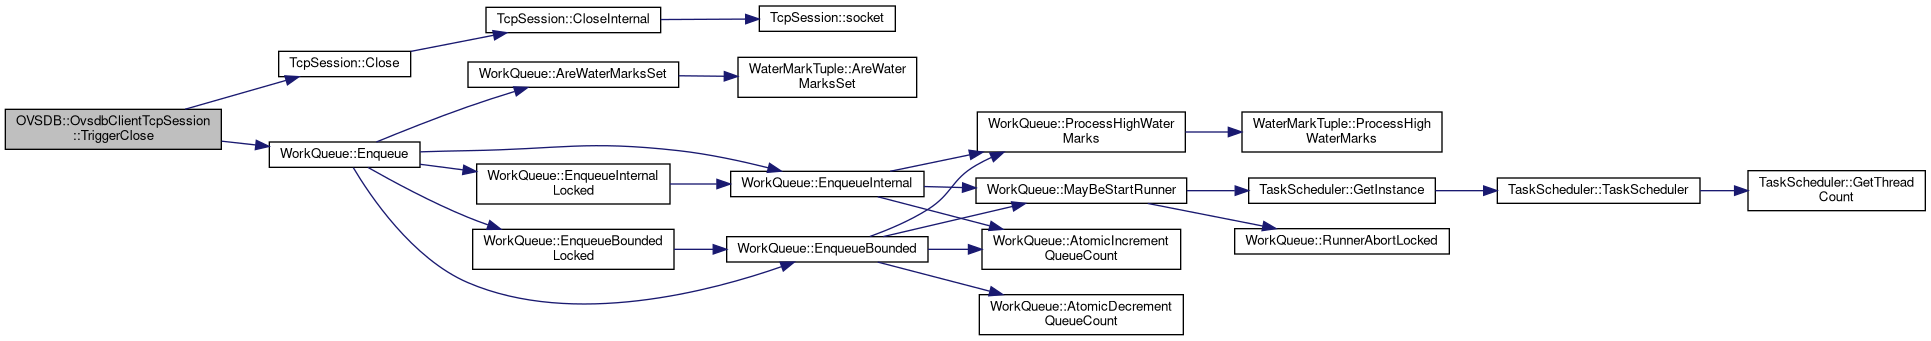 TcpSession::CloseInternal
TcpSession::socket
TcpSession::Close
WorkQueue::AreWaterMarksSet
WaterMarkTuple::AreWater
MarksSet
OVSDB::OvsdbClientTcpSession
::TriggerClose
WorkQueue::Enqueue
WorkQueue::ProcessHighWater
Marks
WaterMarkTuple::ProcessHigh
WaterMarks
WorkQueue::EnqueueInternal
Locked
WorkQueue::EnqueueInternal
WorkQueue::MayBeStartRunner
TaskScheduler::GetInstance
TaskScheduler::TaskScheduler
TaskScheduler::GetThread
Count
WorkQueue::EnqueueBounded
Locked
WorkQueue::EnqueueBounded
WorkQueue::AtomicIncrement
QueueCount
WorkQueue::RunnerAbortLocked
WorkQueue::AtomicDecrement
QueueCount